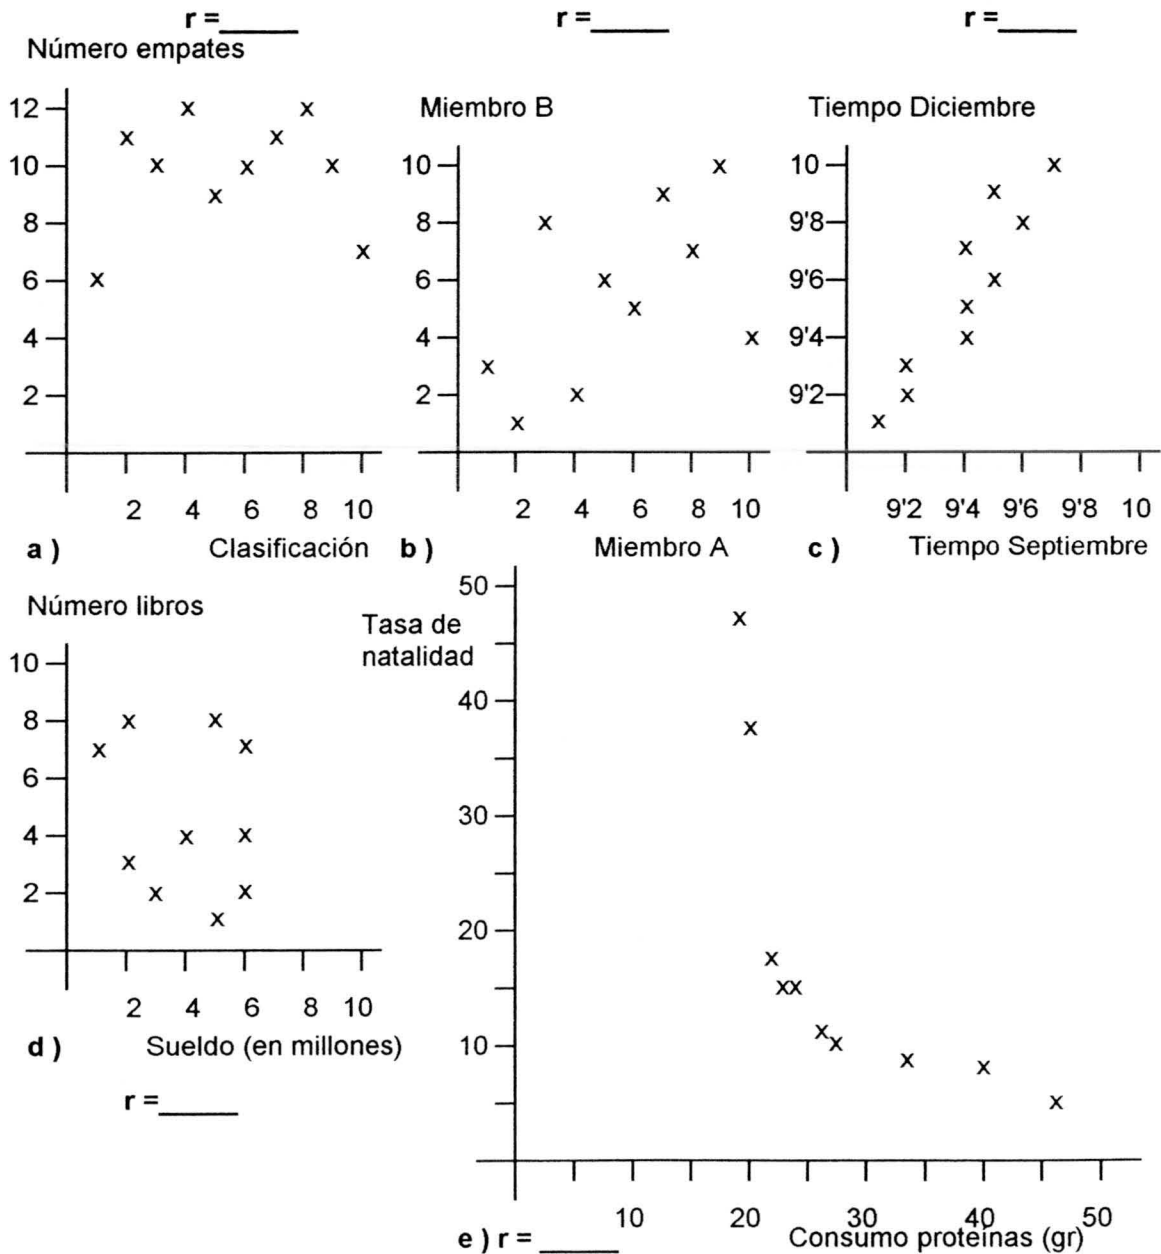 r =_____ r =_____ r =_____
Número empates
12
10
8
6
4
2
2 4 6 8 10
a ) Clasificación
Miembro B
10
8
6
4
2
2 4 6 8 10
b ) Miembro A
Tiempo Diciembre
10
9'8
9'6
9'4
9'2
9'2 9'4 9'6 9'8 10
c ) Tiempo Septiembre
Número libros
10
8
6
4
2
2 4 6 8 10
d ) Sueldo (en millones)
r =_____
Tasa de
natalidad
50
40
30
20
10
10 20 30 40 50
e ) r = _____ Consumo proteínas (gr)